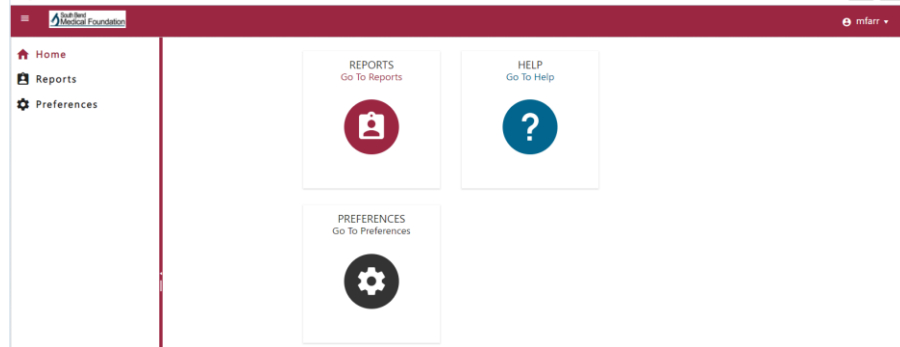 South Bend
Medical Foundation
mfarr
Home
Reports
Preferences
REPORTS
Go To Reports
HELP
Go To Help
?
PREFERENCES
Go To Preferences